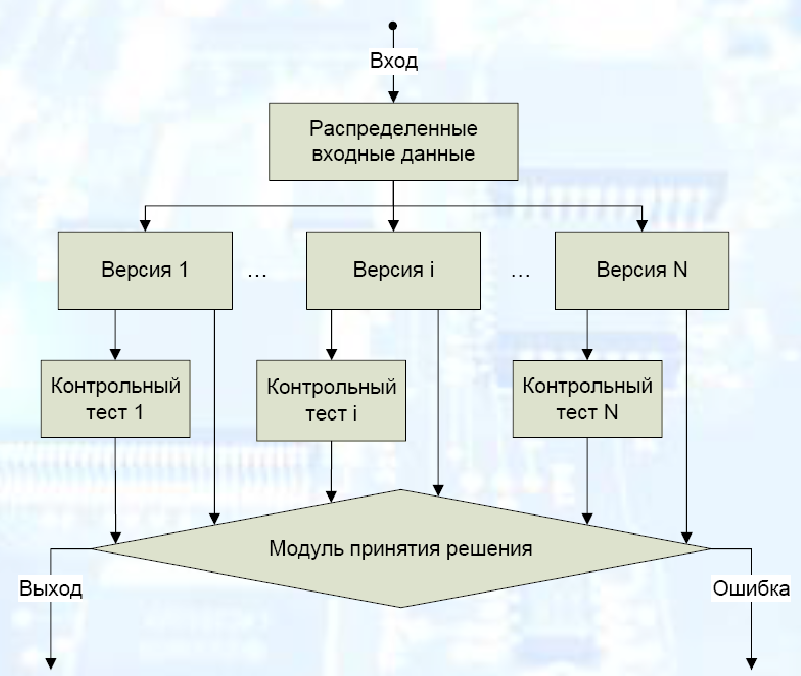 Вход
Распределенные
входные данные
Версия 1
...
Версия i
...
Версия N
Контрольный
тест 1
Контрольный
тест i
Контрольный
тест N
Модуль принятия решения
Выход
Ошибка